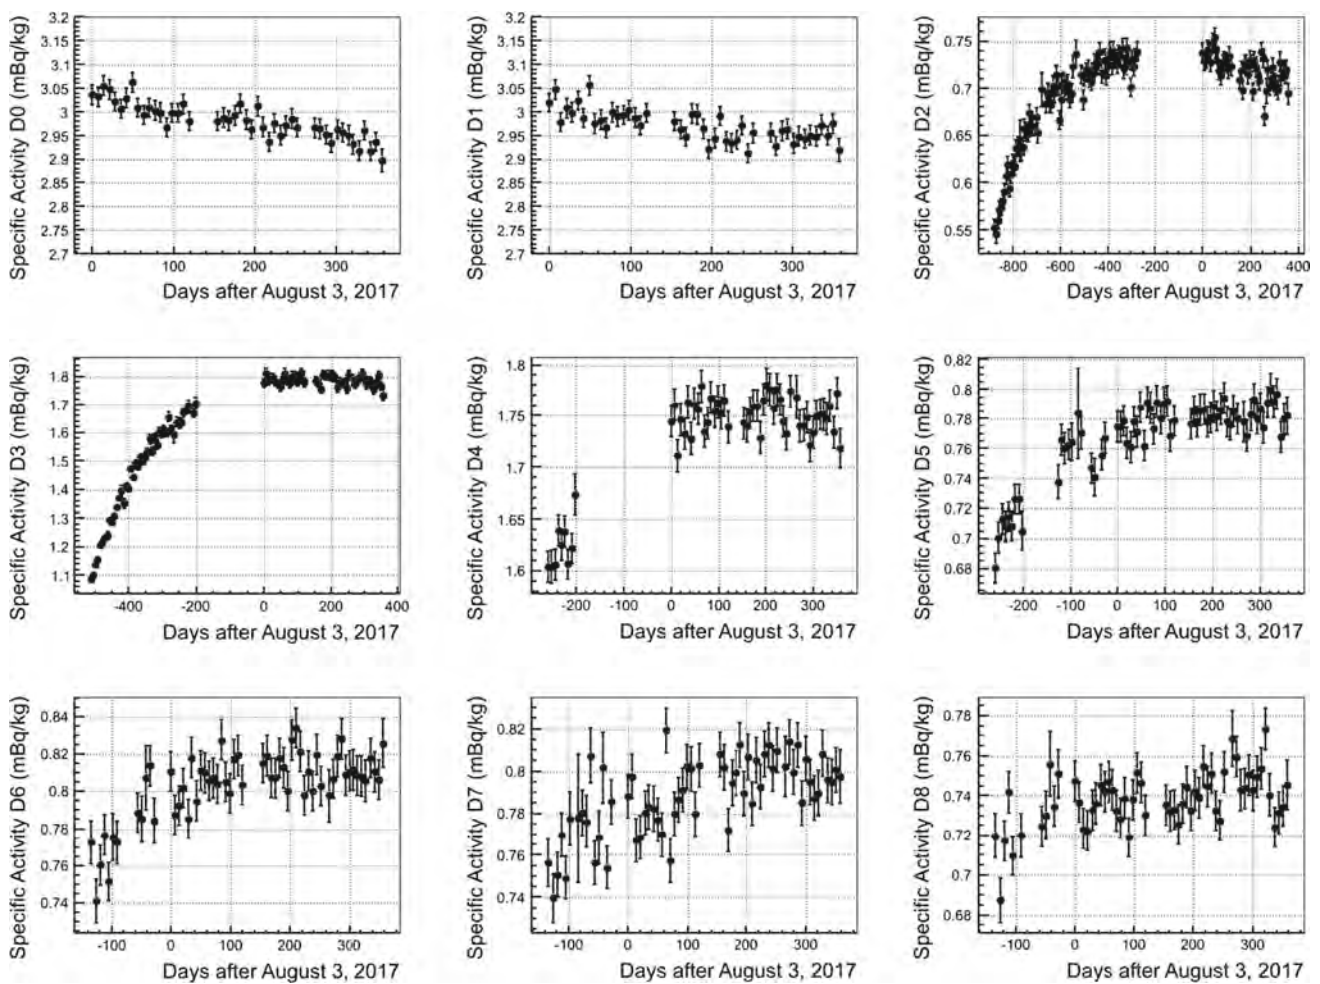 Specific Activity D0 (mBq/kg)
3.2
3.15
3.1
3.05
3
2.95
2.9
2.85
2.8
2.75
2.7
0 100 200 300
Days after August 3, 2017
Specific Activity D1 (mBq/kg)
3.2
3.15
3.1
3.05
3
2.95
2.9
2.85
2.8
2.75
2.7
0 100 200 300
Days after August 3, 2017
Specific Activity D2 (mBq/kg)
0.75
0.7
0.65
0.6
0.55
-800 -600 -400 -200 0 200 400
Days after August 3, 2017
Specific Activity D3 (mBq/kg)
1.8
1.7
1.6
1.5
1.4
1.3
1.2
1.1
-400 -200 0 200 400
Days after August 3, 2017
Specific Activity D4 (mBq/kg)
1.8
1.75
1.7
1.65
1.6
-200 -100 0 100 200 300
Days after August 3, 2017
Specific Activity D5 (mBq/kg)
0.82
0.8
0.78
0.76
0.74
0.72
0.7
0.68
-200 -100 0 100 200 300
Days after August 3, 2017
Specific Activity D6 (mBq/kg)
0.84
0.82
0.8
0.78
0.76
0.74
-100 0 100 200 300
Days after August 3, 2017
Specific Activity D7 (mBq/kg)
0.82
0.8
0.78
0.76
0.74
-100 0 100 200 300
Days after August 3, 2017
Specific Activity D8 (mBq/kg)
0.78
0.76
0.74
0.72
0.7
0.68
-100 0 100 200 300
Days after August 3, 2017